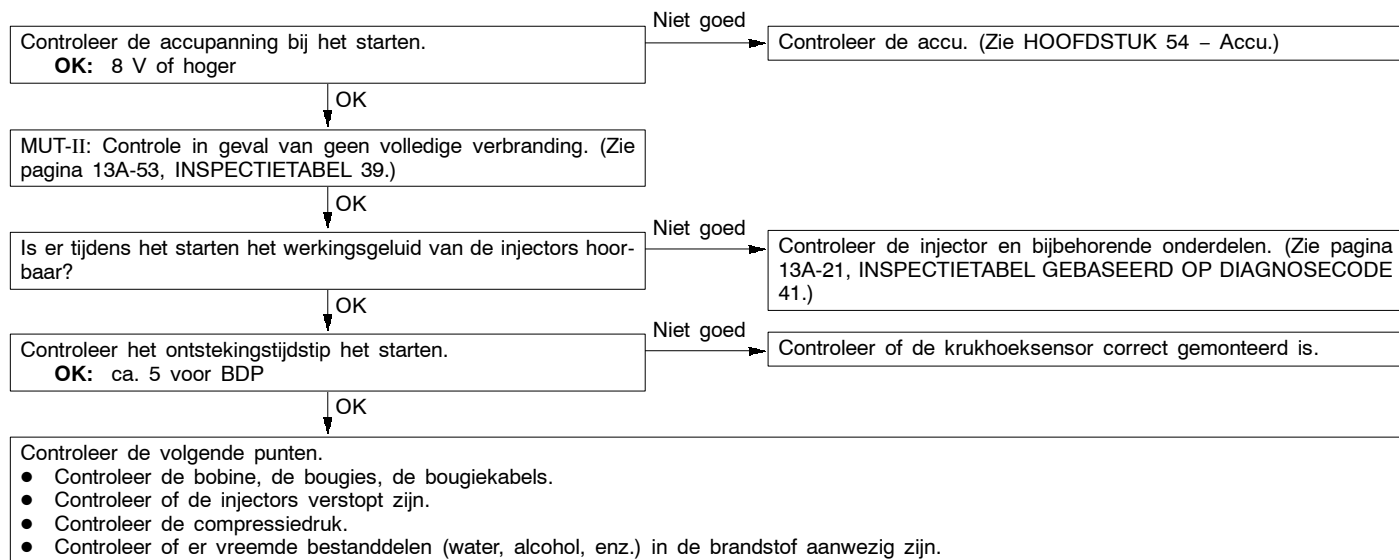 Niet goed
Controleer de accupanning bij het starten.
OK: 8 V of hoger
Controleer de accu. (Zie HOOFDSTUK 54 – Accu.)
OK
MUT-II: Controle in geval van geen volledige verbranding. (Zie
pagina 13A-53, INSPECTIETABEL 39.)
OK
Niet goed
Is er tijdens het starten het werkingsgeluid van de injectors hoor-
baar?
Controleer de injector en bijbehorende onderdelen. (Zie pagina
13A-21, INSPECTIETABEL GEBASEERD OP DIAGNOSECODE
41.)
OK
Niet goed
Controleer het ontstekingstijdstip het starten.
OK: ca. 5 voor BDP
Controleer of de krukhoeksensor correct gemonteerd is.
OK
Controleer de volgende punten.
● Controleer de bobine, de bougies, de bougiekabels.
● Controleer of de injectors verstopt zijn.
● Controleer de compressiedruk.
● Controleer of er vreemde bestanddelen (water, alcohol, enz.) in de brandstof aanwezig zijn.